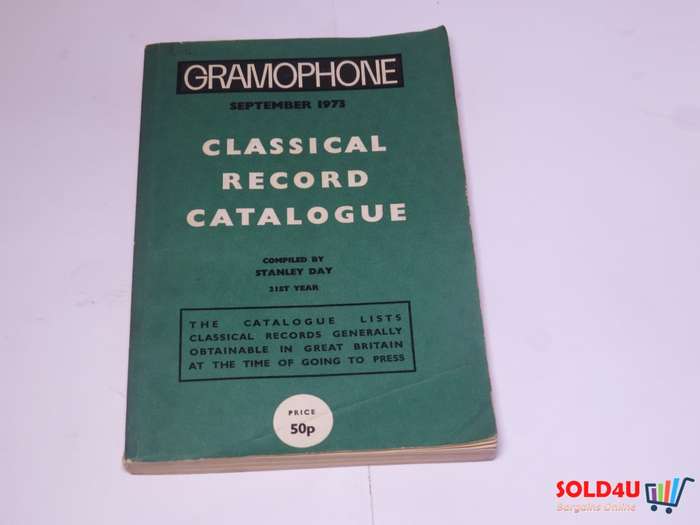 GRAMOPHONE
SEPTEMBER 1973
CLASSICAL
RECORD
CATALOGUE
COMPILED BY
STANLEY DAY
21ST YEAR
THE CATALOGUE LISTS
CLASSICAL RECORDS GENERALLY
OBTAINABLE IN GREAT BRITAIN
AT THE TIME OF GOING TO PRESS
PRICE
50p
SOLD4U
Bargains Online